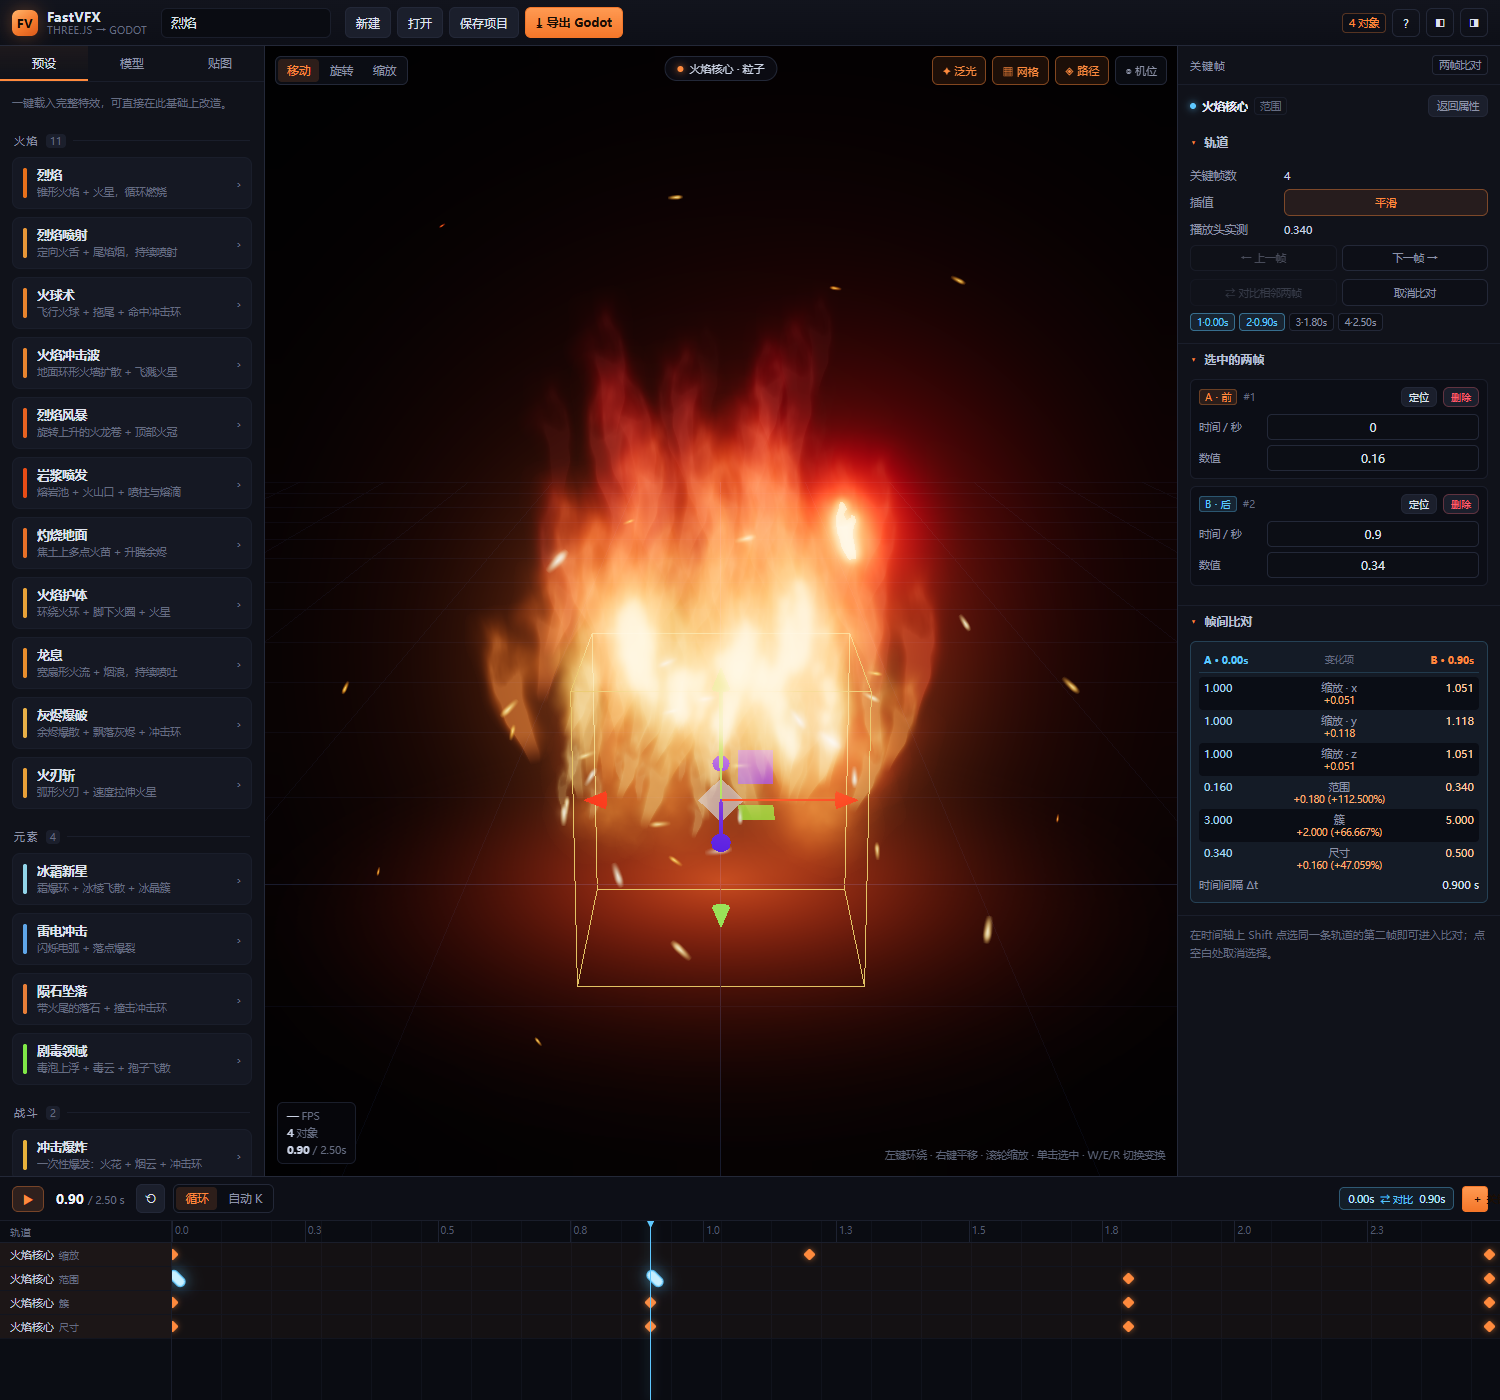 FV
FastVFX
THREE.JS → GODOT
烈焰
新建
打开
保存项目
⤓ 导出 Godot
4 对象
?
预设
模型
贴图
一键载入完整特效，可直接在此基础上改造。
火焰 11
烈焰
锥形火焰 + 火星，循环燃烧
烈焰喷射
定向火舌 + 尾焰烟，持续喷射
火球术
飞行火球 + 拖尾 + 命中冲击环
火焰冲击波
地面环形火墙扩散 + 飞溅火星
烈焰风暴
旋转上升的火龙卷 + 顶部火冠
岩浆喷发
熔岩池 + 火山口 + 喷柱与熔滴
灼烧地面
焦土上多点火苗 + 升腾余烬
火焰护体
环绕火环 + 脚下火圈 + 火星
龙息
宽扇形火流 + 烟浪，持续喷吐
灰烬爆破
余烬爆散 + 飘落灰烬 + 冲击环
火刃斩
弧形火刃 + 速度拉伸火星
元素 4
冰霜新星
霜爆环 + 冰棱飞散 + 冰晶簇
雷电冲击
闪烁电弧 + 落点爆裂
陨石坠落
带火尾的落石 + 撞击冲击环
剧毒领域
毒泡上浮 + 毒云 + 孢子飞散
战斗 2
冲击爆炸
一次性爆发：火花 + 烟云 + 冲击环
移动
旋转
缩放
火焰核心 · 粒子
泛光
网格
路径
机位
— FPS
4 对象
0.90 / 2.50s
左键环绕 · 右键平移 · 滚轮缩放 · 单击选中 · W/E/R 切换变换
关键帧
两帧比对
火焰核心 范围
返回属性
轨道
关键帧数 4
插值 平滑
播放头实测 0.340
← 上一帧
下一帧 →
⇄ 对比相邻两帧
取消比对
1·0.00s
2·0.90s
3·1.80s
4·2.50s
选中的两帧
A · 前 #1 定位 删除
时间 / 秒 0
数值 0.16
B · 后 #2 定位 删除
时间 / 秒 0.9
数值 0.34
帧间比对
A • 0.00s 变化项 B • 0.90s
1.000 缩放 · x 1.051
+0.051
1.000 缩放 · y 1.118
+0.118
1.000 缩放 · z 1.051
+0.051
0.160 范围 0.340
+0.180 (+112.500%)
3.000 簇 5.000
+2.000 (+66.667%)
0.340 尺寸 0.500
+0.160 (+47.059%)
时间间隔 Δt 0.900 s
在时间轴上 Shift 点选同一条轨道的第二帧即可进入比对；点
空白处取消选择。
0.90 / 2.50 s
循环
自动 K
0.00s ⇄ 对比 0.90s
+
轨道
0.0 0.3 0.5 0.8 1.0 1.3 1.5 1.8 2.0 2.3
火焰核心 缩放
火焰核心 范围
火焰核心 簇
火焰核心 尺寸